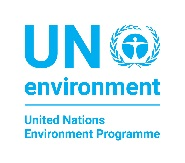 UN
environment
United Nations
Environment Programme